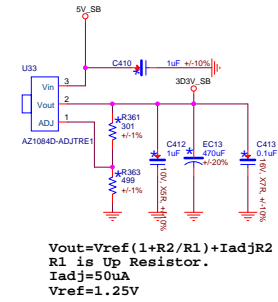 5V_SB
C410
1uF +/-10%
U33
3D3V_SB
Vin 3
Vout 2
ADJ 1
AZ1084D-ADJTRE1
R361
301
+/-1%
R363
499
+/-1%
C412
1uF
10V, X5R, +/-10%
EC13
470uF
+/-20%
C413
0.1uF
16V, X7R, +/-10%
Vout=Vref(1+R2/R1)+IadjR2
R1 is Up Resistor.
Iadj=50uA
Vref=1.25V